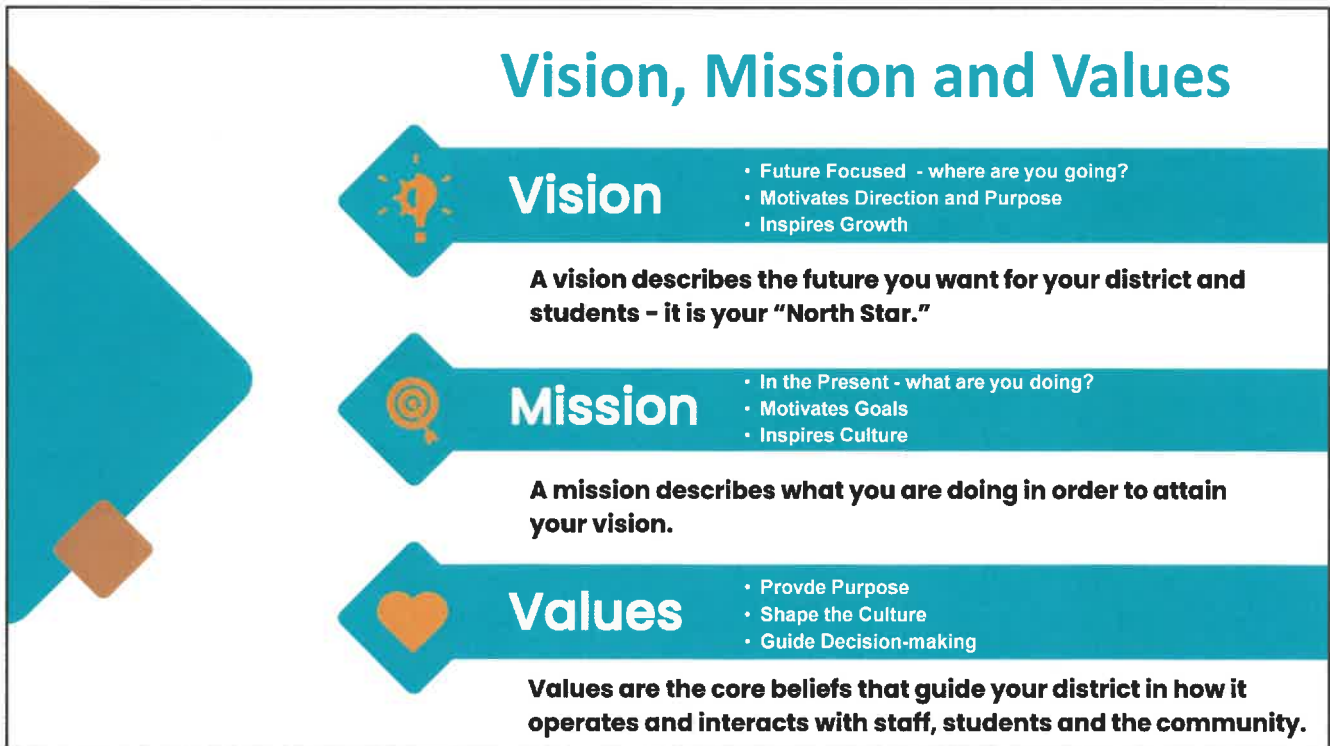 Vision, Mission and Values
Vision
• Future Focused - where are you going?
• Motivates Direction and Purpose
• Inspires Growth
A vision describes the future you want for your district and
students - it is your “North Star.”
Mission
• In the Present - what are you doing?
• Motivates Goals
• Inspires Culture
A mission describes what you are doing in order to attain
your vision.
Values
• Provde Purpose
• Shape the Culture
• Guide Decision-making
Values are the core beliefs that guide your district in how it
operates and interacts with staff, students and the community.